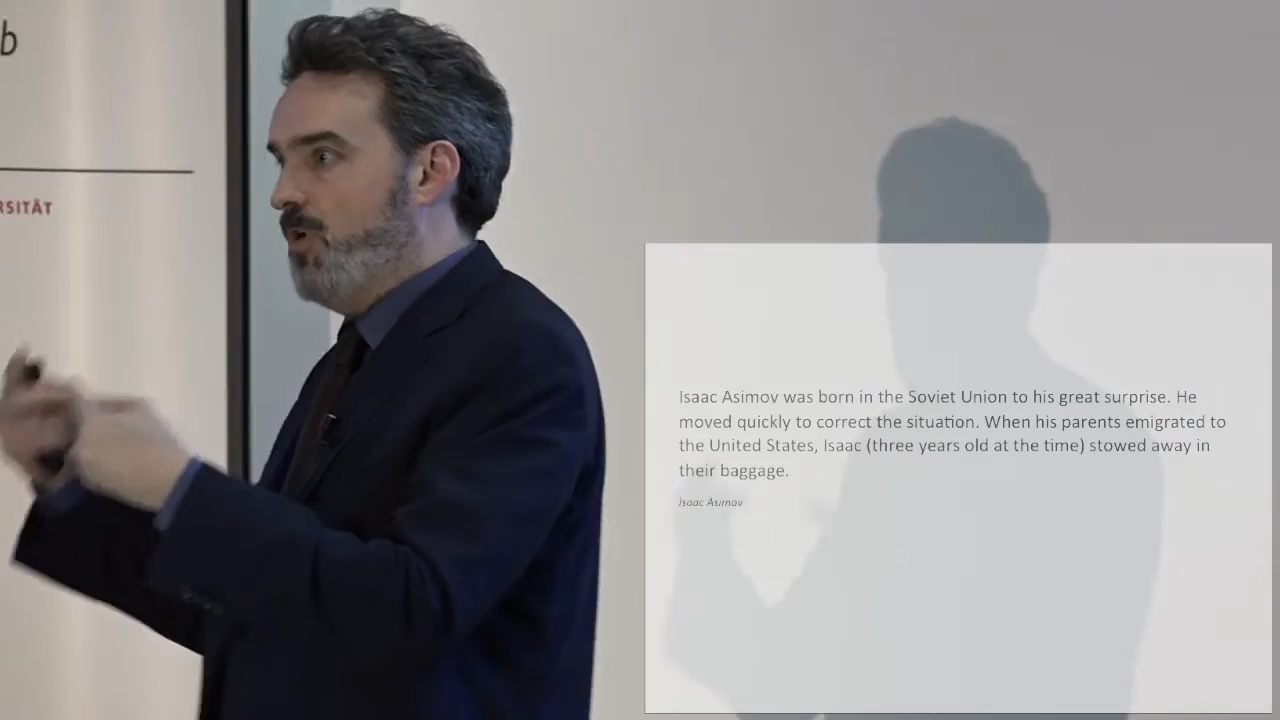 b
RSITÄT
Isaac Asimov was born in the Soviet Union to his great surprise. He
moved quickly to correct the situation. When his parents emigrated to
the United States, Isaac (three years old at the time) stowed away in
their baggage.
Isaac Asimov